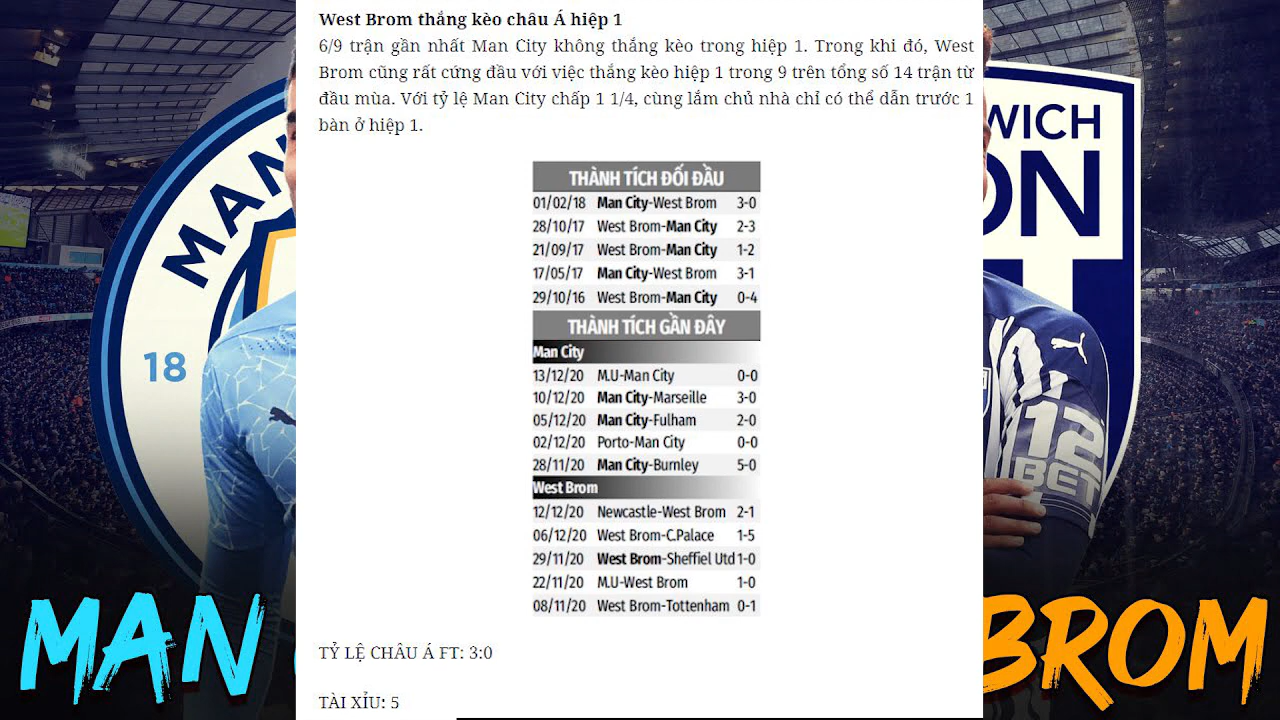 West Brom thắng kèo châu Á hiệp 1
6/9 trận gần nhất Man City không thắng kèo trong hiệp 1. Trong khi đó, West
Brom cũng rất cứng đầu với việc thắng kèo hiệp 1 trong 9 trên tổng số 14 trận từ
đầu mùa. Với tỷ lệ Man City chấp 1 1/4, cùng lắm chủ nhà chỉ có thể dẫn trước 1
bàn ở hiệp 1.
THÀNH TÍCH ĐỐI ĐẦU
01/02/18 Man City-West Brom 3-0
28/10/17 West Brom-Man City 2-3
21/09/17 West Brom-Man City 1-2
17/05/17 Man City-West Brom 3-1
29/10/16 West Brom-Man City 0-4
THÀNH TÍCH GẦN ĐÂY
Man City
13/12/20 M.U-Man City 0-0
10/12/20 Man City-Marseille 3-0
05/12/20 Man City-Fulham 2-0
02/12/20 Porto-Man City 0-0
28/11/20 Man City-Burnley 5-0
West Brom
12/12/20 Newcastle-West Brom 2-1
06/12/20 West Brom-C.Palace 1-5
29/11/20 West Brom-Sheffiel Utd 1-0
22/11/20 M.U-West Brom 1-0
08/11/20 West Brom-Tottenham 0-1
TỶ LỆ CHÂU Á FT: 3:0
TÀI XỈU: 5
MAN
18
MAN
WICH
ON
12
BET
BROM